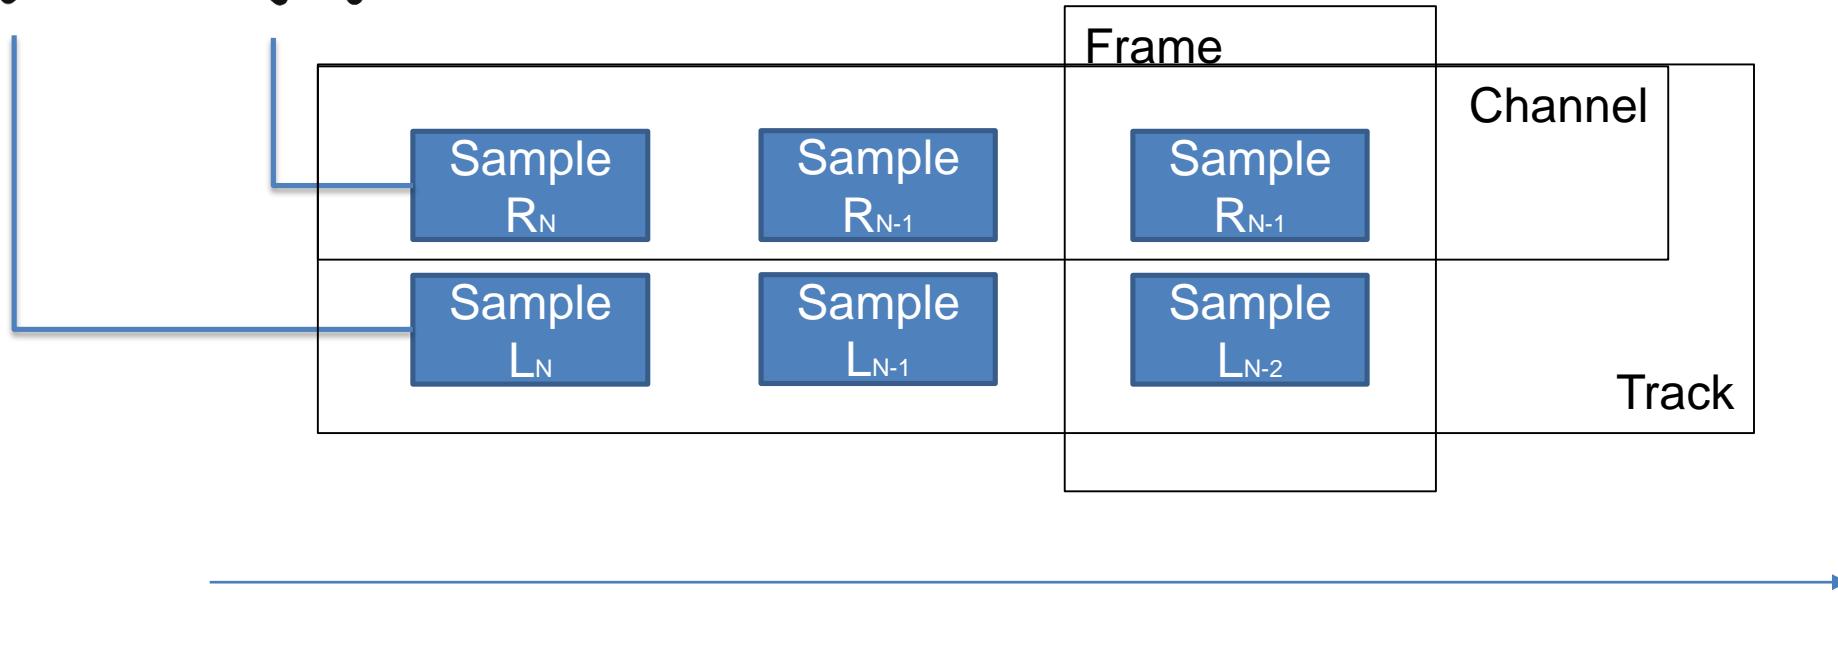 Frame
Channel
Sample
RN
Sample
RN-1
Sample
RN-1
Sample
LN
Sample
LN-1
Sample
LN-2
Track